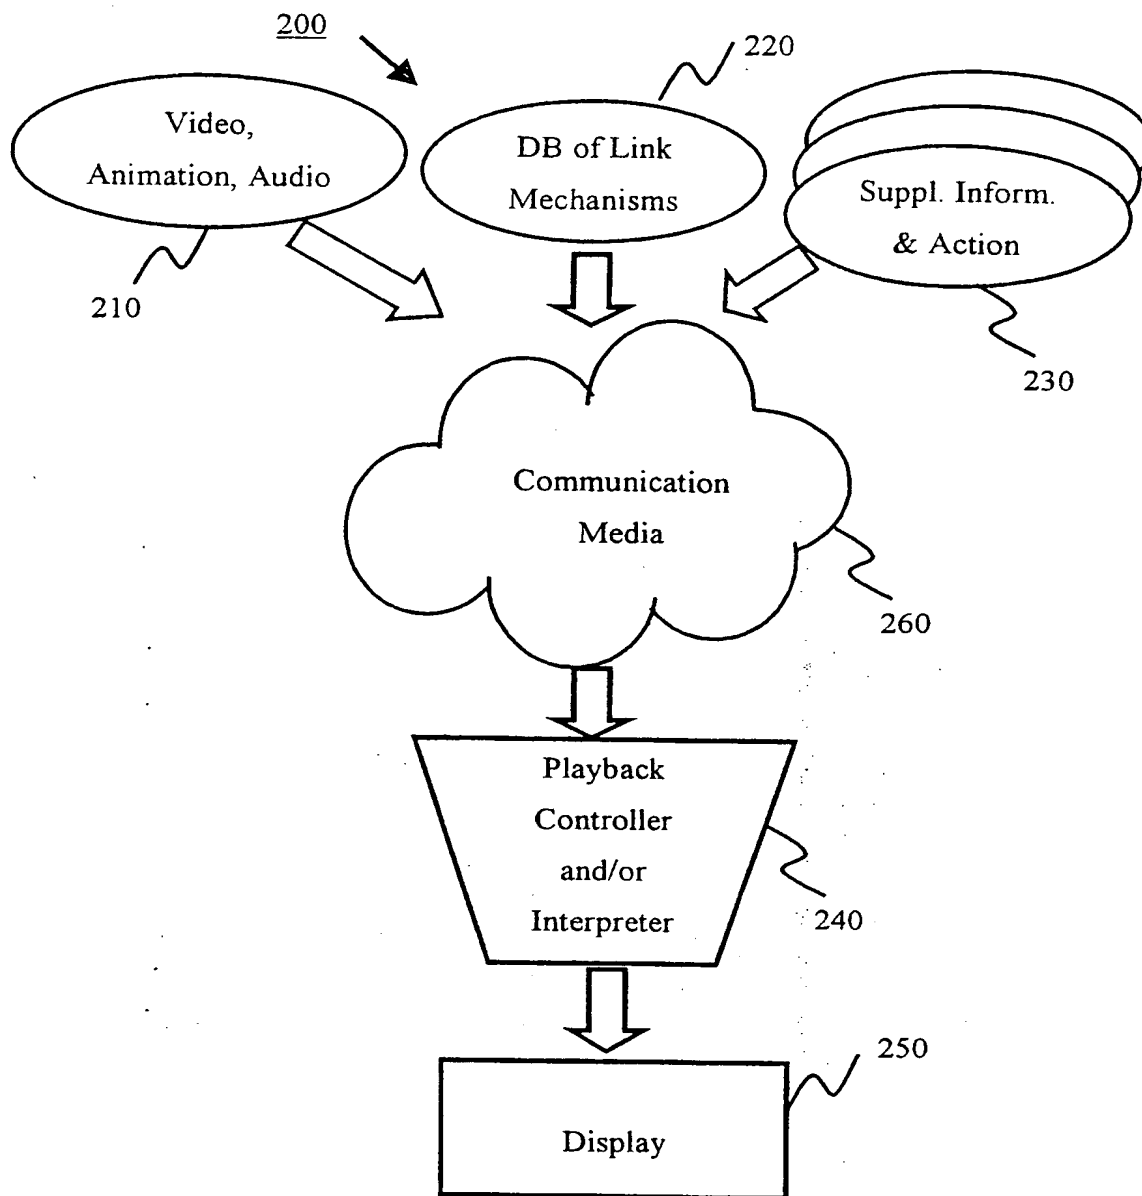 200
220
Video,
Animation, Audio
DB of Link
Mechanisms
Suppl. Inform.
& Action
210
230
Communication
Media
260
Playback
Controller
and/or
Interpreter
240
250
Display